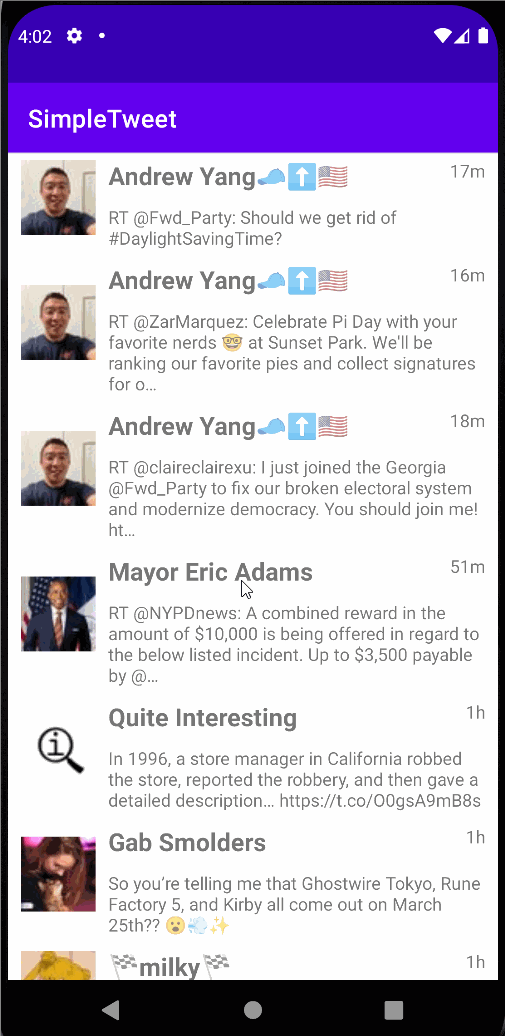 4:02
SimpleTweet
Andrew Yang🧢⬆️🇺🇸 17m
RT @Fwd_Party: Should we get rid of
#DaylightSavingTime?
Andrew Yang🧢⬆️🇺🇸 16m
RT @ZarMarquez: Celebrate Pi Day with your
favorite nerds 🤓 at Sunset Park. We'll be
ranking our favorite pies and collect signatures
for o…
Andrew Yang🧢⬆️🇺🇸 18m
RT @claireclairexu: I just joined the Georgia
@Fwd_Party to fix our broken electoral system
and modernize democracy. You should join me!
ht…
Mayor Eric Adams 51m
RT @NYPDnews: A combined reward in the
amount of $10,000 is being offered in regard to
the below listed incident. Up to $3,500 payable
by @…
Quite Interesting 1h
In 1996, a store manager in California robbed
the store, reported the robbery, and then gave a
detailed description… https://t.co/O0gsA9mB8s
Gab Smolders 1h
So you’re telling me that Ghostwire Tokyo, Rune
Factory 5, and Kirby all come out on March
25th?? 😮💨✨
🏁milky🏁 1h